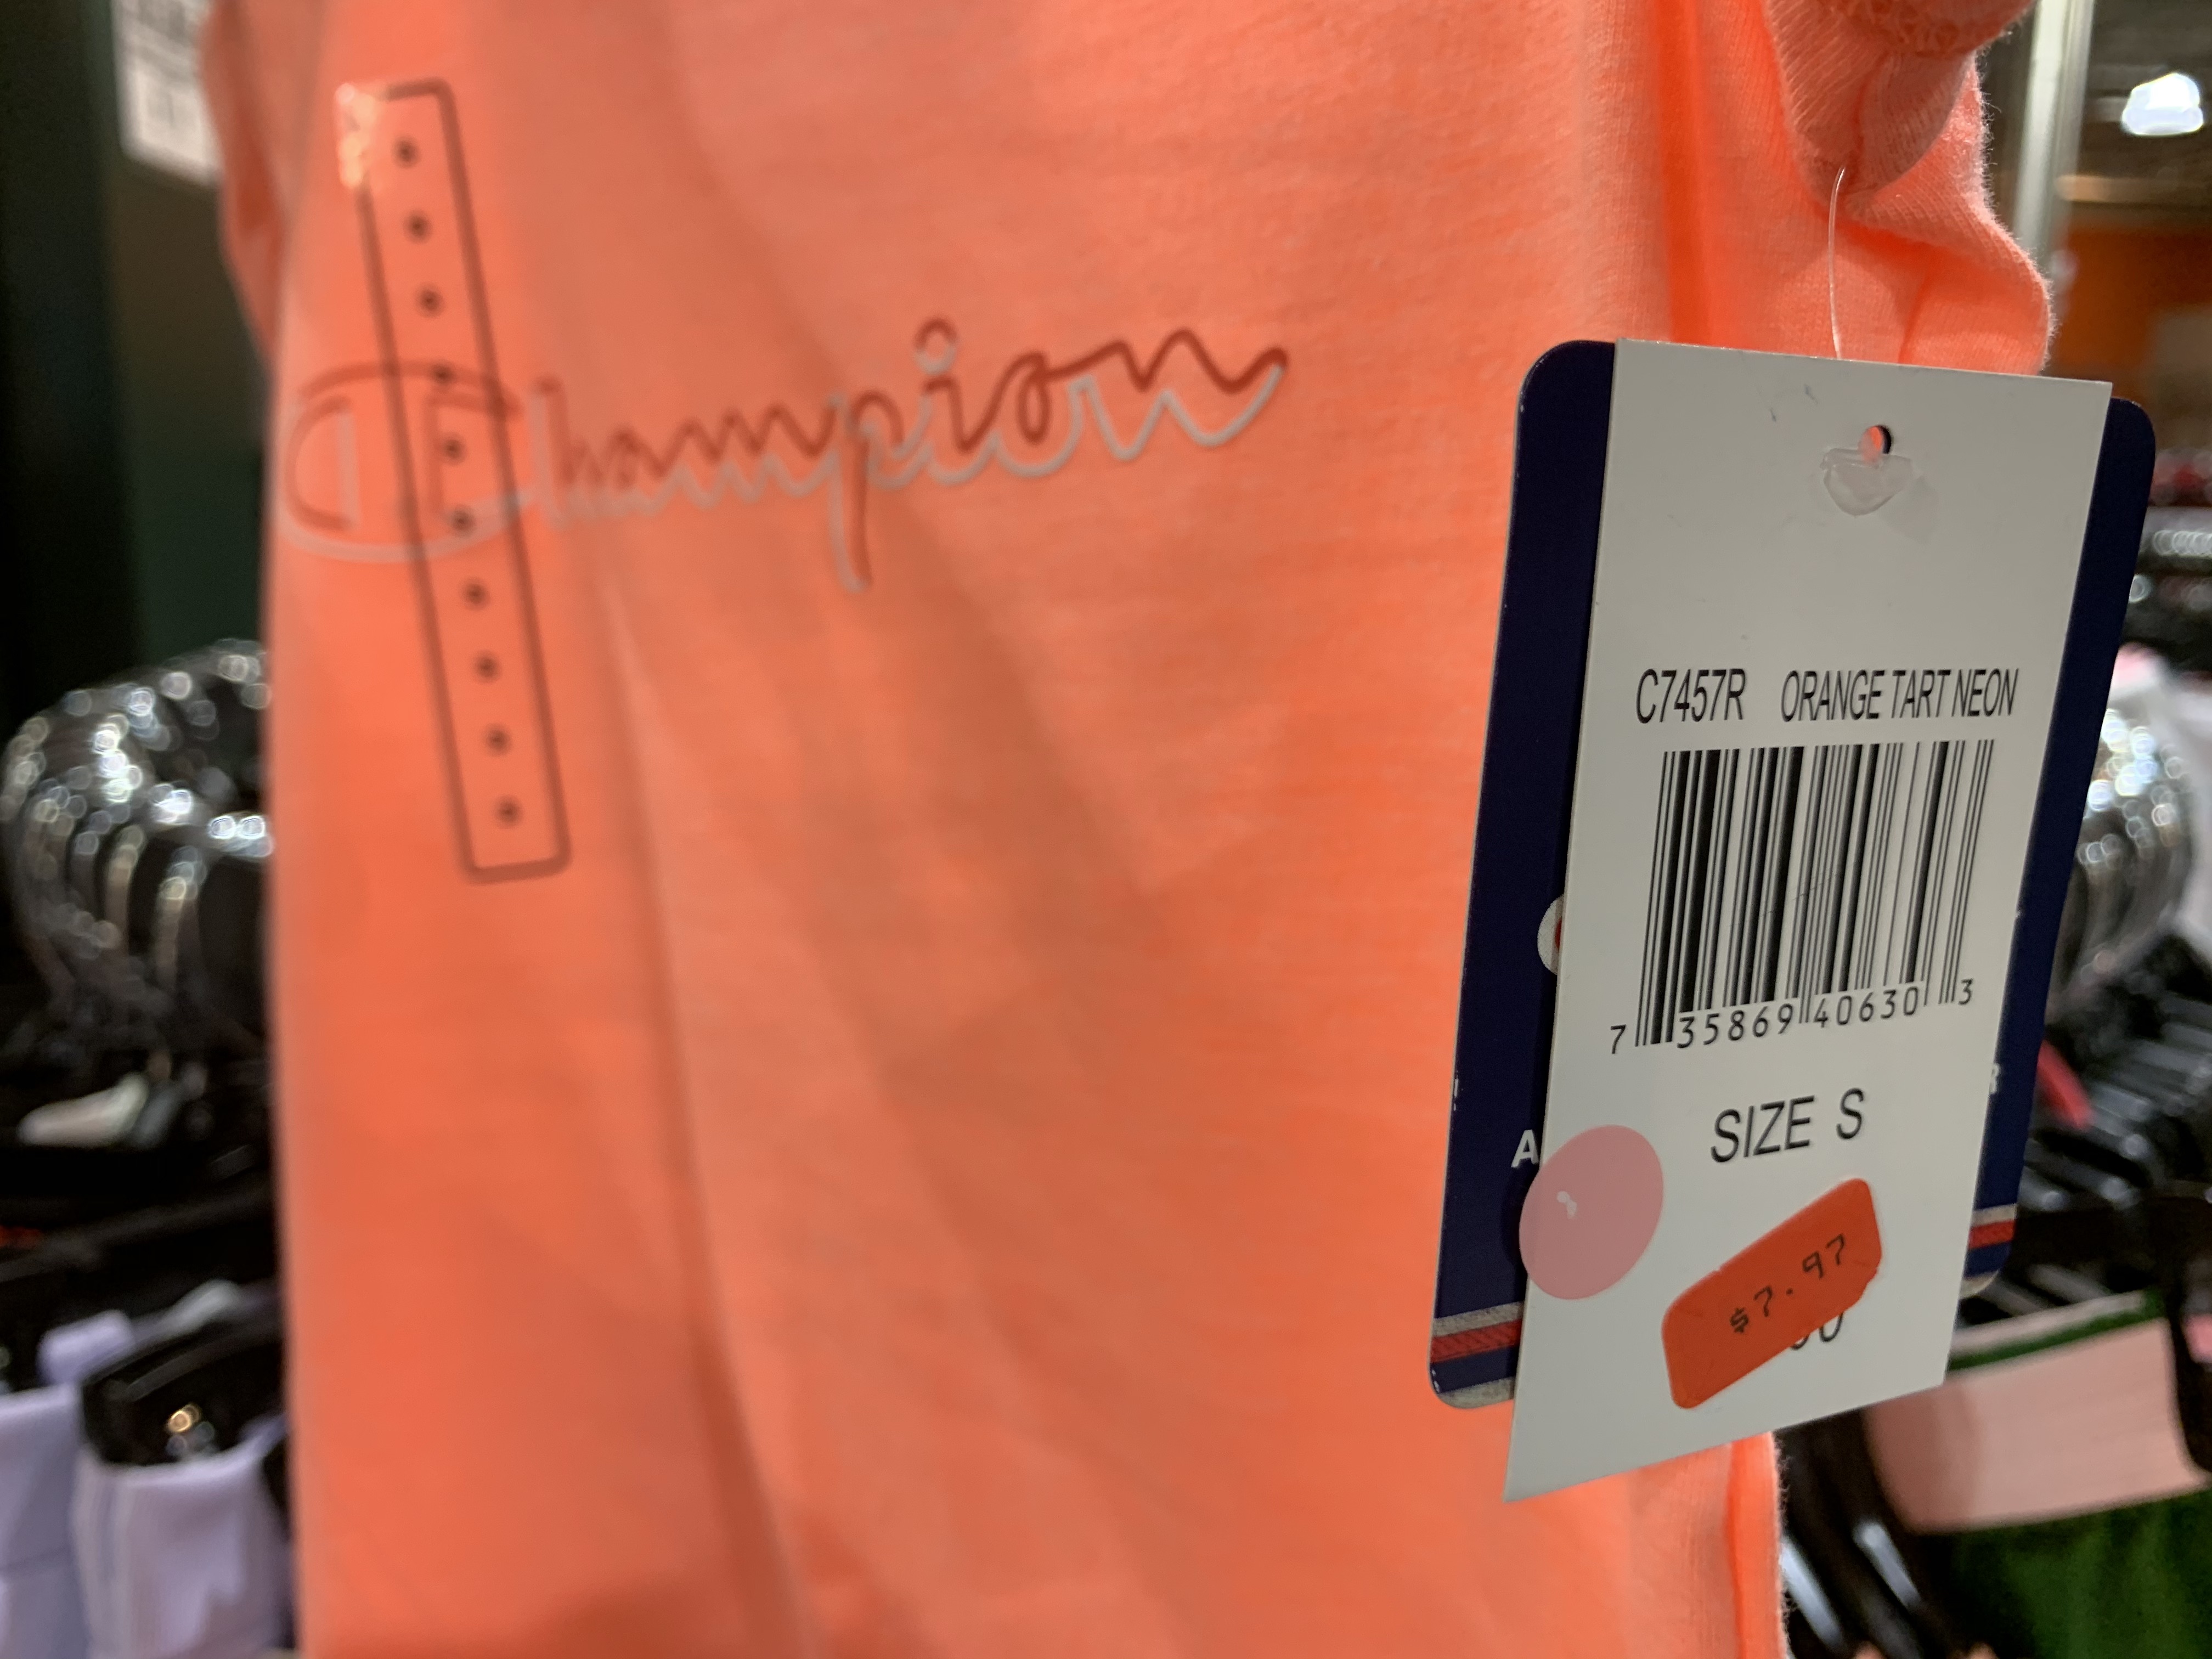 Champion
C7457R ORANGE TART NEON
7 35869 40630 3
SIZE S
$7.97